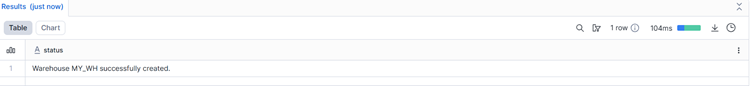 Results (just now)
Table Chart 1 row 104ms
status
1 Warehouse MY_WH successfully created.